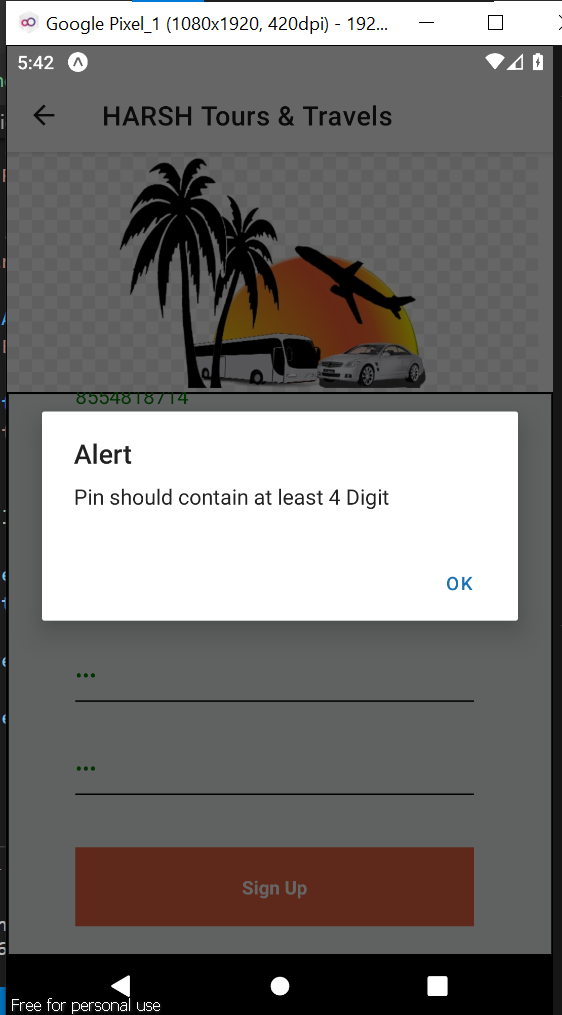 Google Pixel_1 (1080x1920, 420dpi) - 192...
5:42
HARSH Tours & Travels
8554818714
Alert
Pin should contain at least 4 Digit
OK
•••
•••
Sign Up
Free for personal use